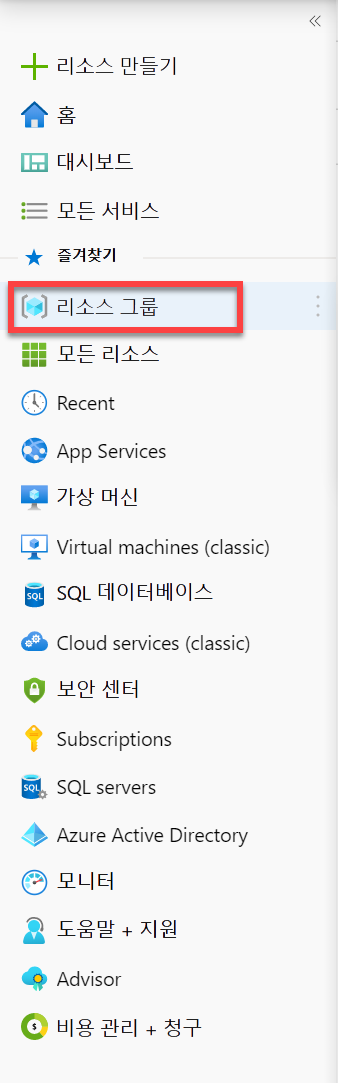 리소스 만들기
홈
대시보드
모든 서비스
즐겨찾기
리소스 그룹
모든 리소스
Recent
App Services
가상 머신
Virtual machines (classic)
SQL 데이터베이스
Cloud services (classic)
보안 센터
Subscriptions
SQL servers
Azure Active Directory
모니터
도움말 + 지원
Advisor
비용 관리 + 청구